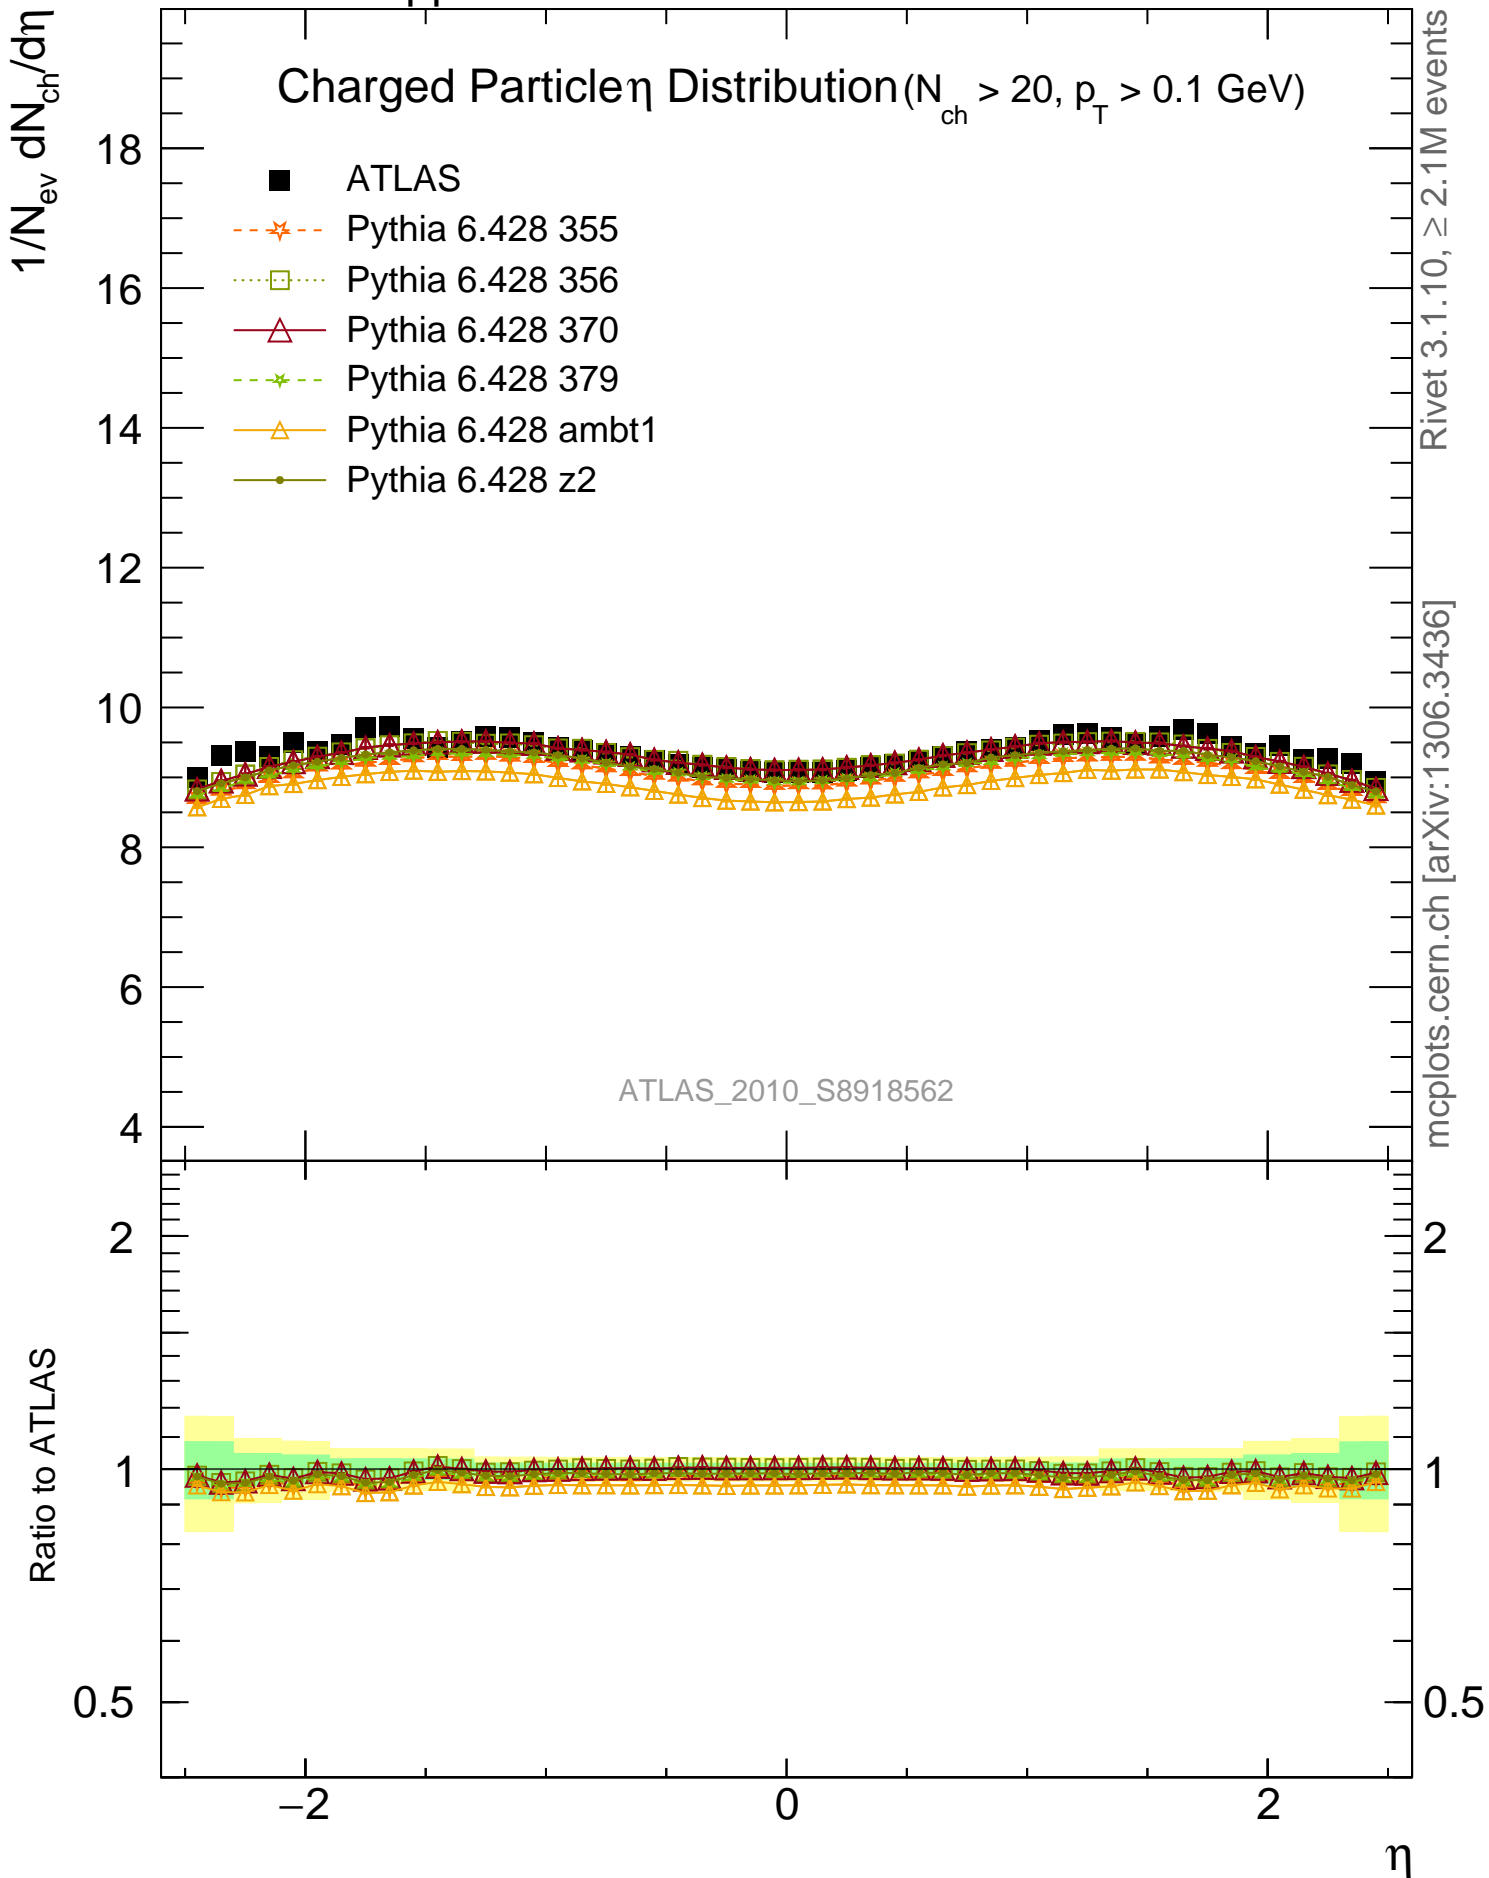 1/N_ev dN_ch/dη
Charged Particle η Distribution (N_ch > 20, p_T > 0.1 GeV)
ATLAS
Pythia 6.428 355
Pythia 6.428 356
Pythia 6.428 370
Pythia 6.428 379
Pythia 6.428 ambt1
Pythia 6.428 z2
18
16
14
12
10
8
6
4
ATLAS_2010_S8918562
Rivet 3.1.10, ≥ 2.1M events
mcplots.cern.ch [arXiv:1306.3436]
Ratio to ATLAS
2
1
0.5
2
1
0.5
−2
0
2
η